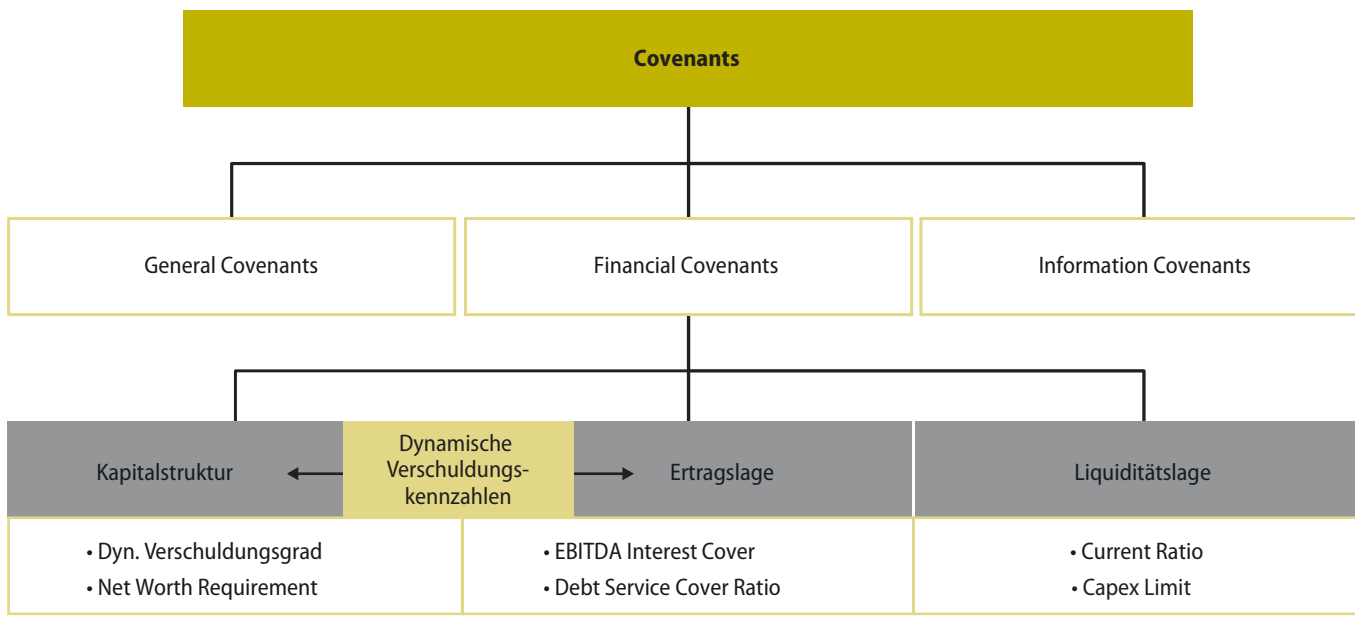 Covenants
General Covenants
Financial Covenants
Information Covenants
Kapitalstruktur
Dynamische
Verschuldungs-
kennzahlen
Ertragslage
Liquiditätslage
• Dyn. Verschuldungsgrad
• Net Worth Requirement
• EBITDA Interest Cover
• Debt Service Cover Ratio
• Current Ratio
• Capex Limit